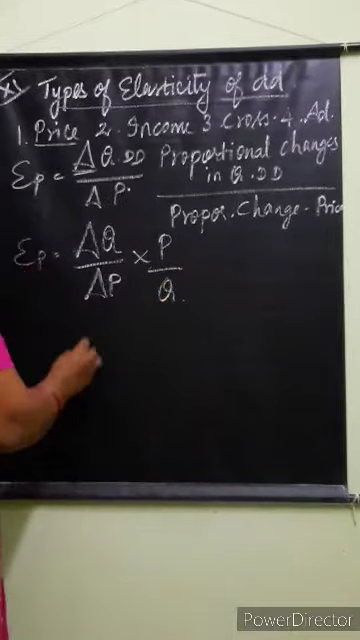 (X) Types of Elasticity of dd
1. Price 2. Income 3. Cross. 4. Ad.
Ep = ΔQ.DD / ΔP. Proportional changes in Q.DD / Propor. Change. Price
Ep = ΔQ / ΔP × P / Q.
PowerDirector